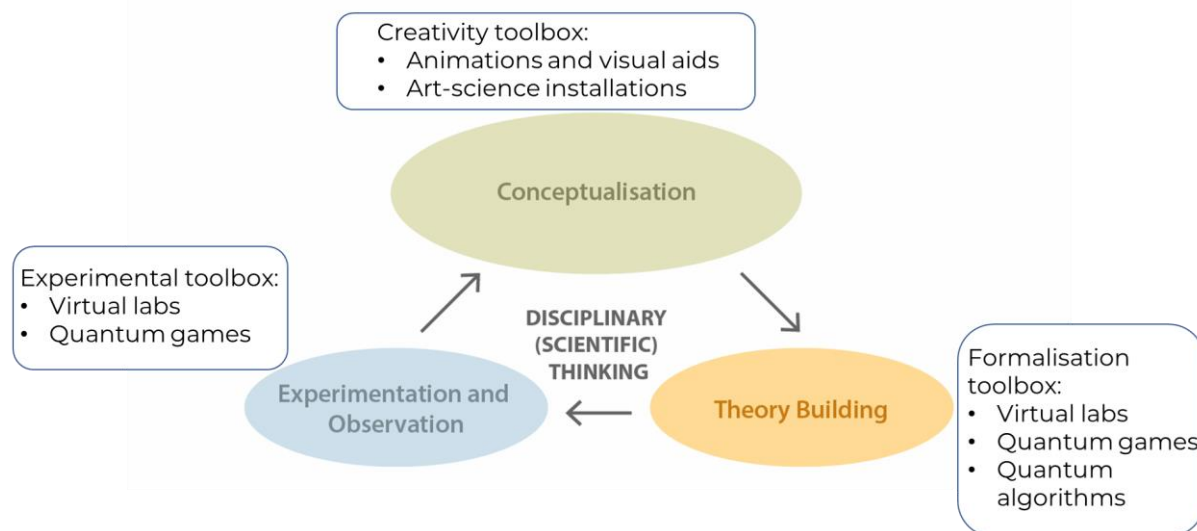 Creativity toolbox:
• Animations and visual aids
• Art-science installations
Conceptualisation
Experimental toolbox:
• Virtual labs
• Quantum games
DISCIPLINARY
(SCIENTIFIC)
THINKING
Experimentation and
Observation
Theory Building
Formalisation
toolbox:
• Virtual labs
• Quantum games
• Quantum
algorithms